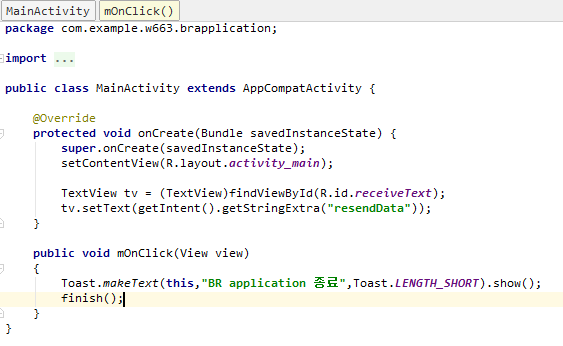 MainActivity mOnClick()
package com.example.w663.brapplication;
import ...
public class MainActivity extends AppCompatActivity {
@Override
protected void onCreate(Bundle savedInstanceState) {
super.onCreate(savedInstanceState);
setContentView(R.layout.activity_main);
TextView tv = (TextView)findViewById(R.id.receiveText);
tv.setText(getIntent().getStringExtra("resendData"));
}
public void mOnClick(View view)
{
Toast.makeText(this,"BR application 종료",Toast.LENGTH_SHORT).show();
finish();
}
}